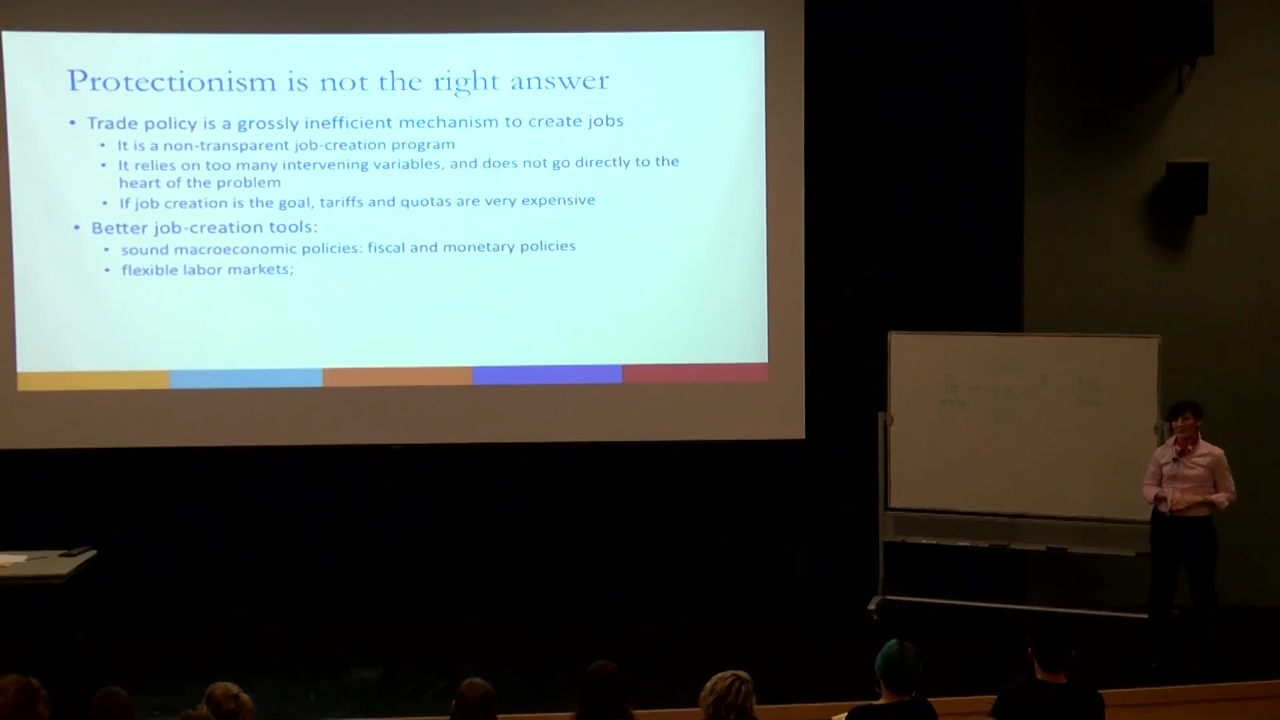 Protectionism is not the right answer
• Trade policy is a grossly inefficient mechanism to create jobs
• It is a non-transparent job-creation program
• It relies on too many intervening variables, and does not go directly to the
heart of the problem
• If job creation is the goal, tariffs and quotas are very expensive
• Better job-creation tools:
• sound macroeconomic policies: fiscal and monetary policies
• flexible labor markets;